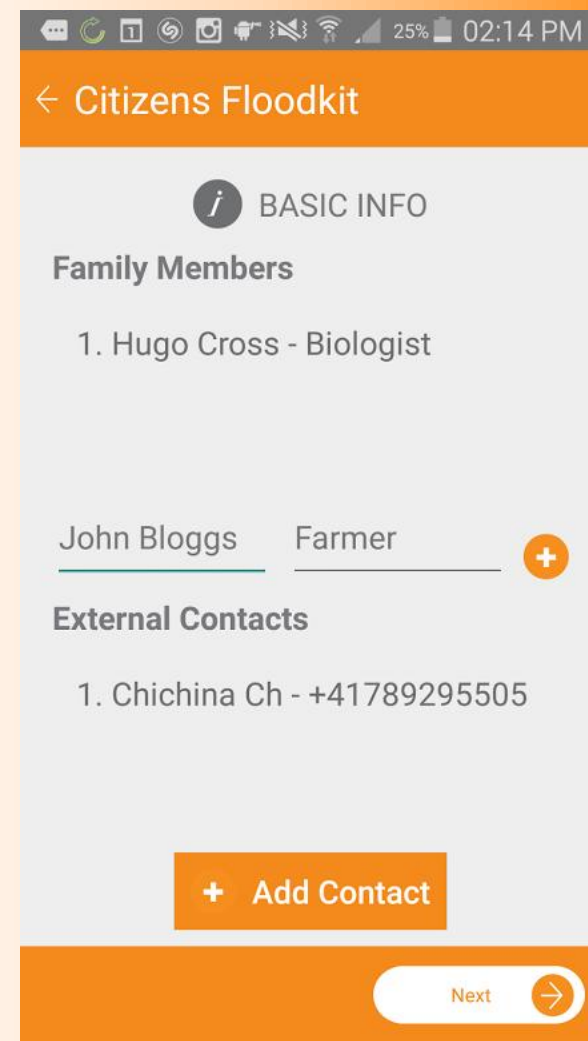 25% 02:14 PM
← Citizens Floodkit
i BASIC INFO
Family Members
1. Hugo Cross - Biologist
John Bloggs Farmer +
External Contacts
1. Chichina Ch - +41789295505
+ Add Contact
Next →